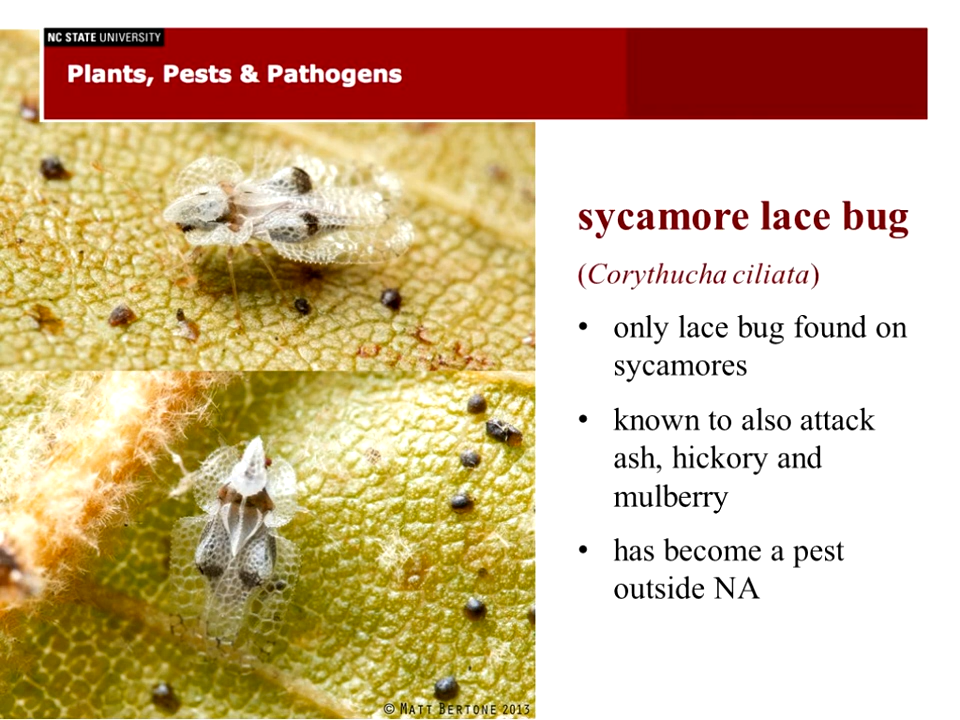 NC STATE UNIVERSITY
Plants, Pests & Pathogens
sycamore lace bug
(Corythucha ciliata)
• only lace bug found on
sycamores
• known to also attack
ash, hickory and
mulberry
• has become a pest
outside NA
© Matt Bertone 2013